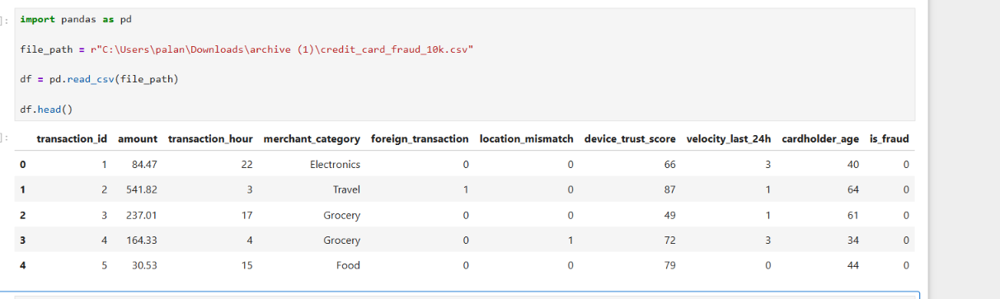 ]:
import pandas as pd
file_path = r"C:\Users\palan\Downloads\archive (1)\credit_card_fraud_10k.csv"
df = pd.read_csv(file_path)
df.head()
]:
transaction_id amount transaction_hour merchant_category foreign_transaction location_mismatch device_trust_score velocity_last_24h cardholder_age is_fraud
0 1 84.47 22 Electronics 0 0 66 3 40 0
1 2 541.82 3 Travel 1 0 87 1 64 0
2 3 237.01 17 Grocery 0 0 49 1 61 0
3 4 164.33 4 Grocery 0 1 72 3 34 0
4 5 30.53 15 Food 0 0 79 0 44 0